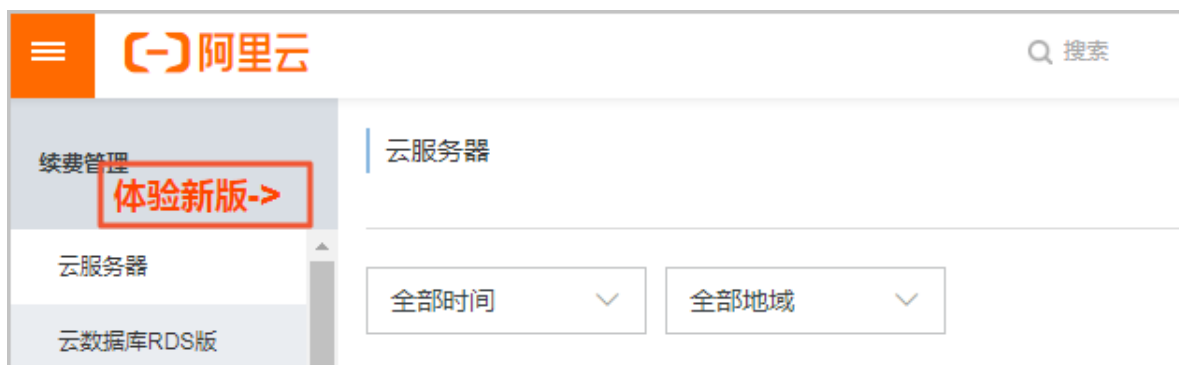 阿里云
搜索
续费管理
体验新版->
云服务器
云服务器
全部时间
全部地域
云数据库RDS版